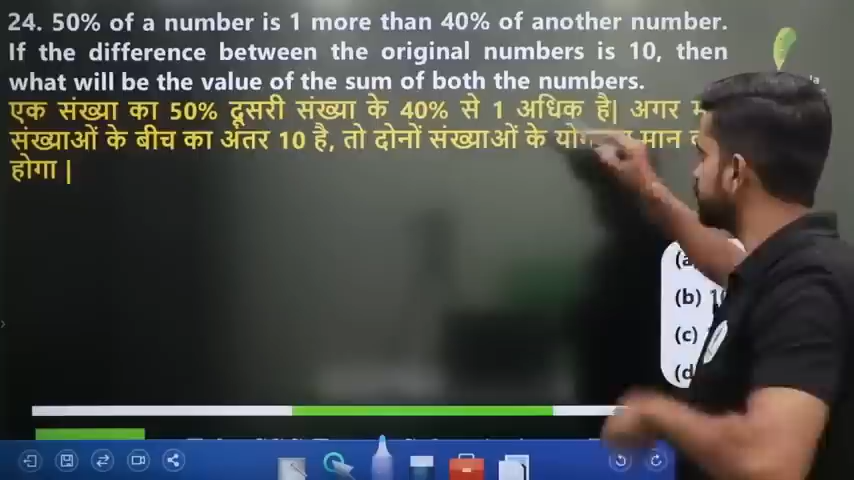 24. 50% of a number is 1 more than 40% of another number.
If the difference between the original numbers is 10, then
what will be the value of the sum of both the numbers.
एक संख्या का 50% दूसरी संख्या के 40% से 1 अधिक है| अगर
संख्याओं के बीच का अंतर 10 है, तो दोनों संख्याओं के मान
होगा |
(b)
(c)
(d